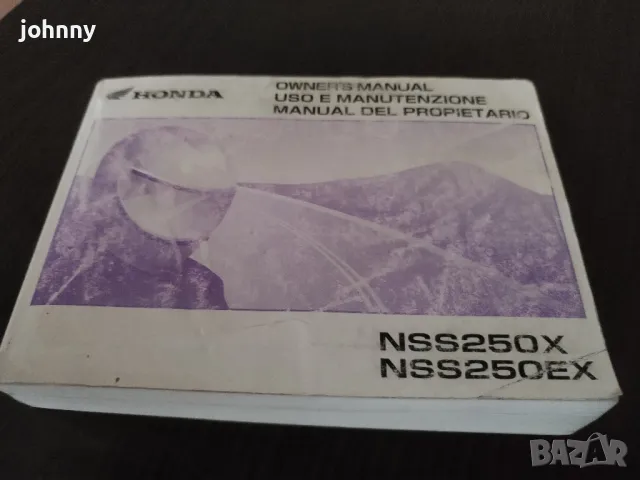 johnny
HONDA
OWNER'S MANUAL
USO E MANUTENZIONE
MANUAL DEL PROPIETARIO
NSS250X
NSS250EX
BAZAR